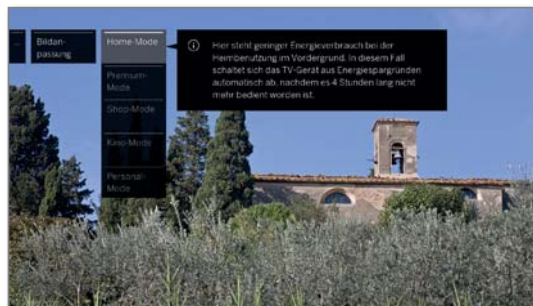 Bildan-
passung
Home-Mode
Hier steht geringer Energieverbrauch bei der
Heimbenutzung im Vordergrund. In diesem Fall
schaltet sich das TV-Gerät aus Energiespargründen
automatisch ab, nachdem es 4 Stunden lang nicht
mehr bedient worden ist.
Premium-
Mode
Shop-Mode
Kino-Mode
Personal-
Mode